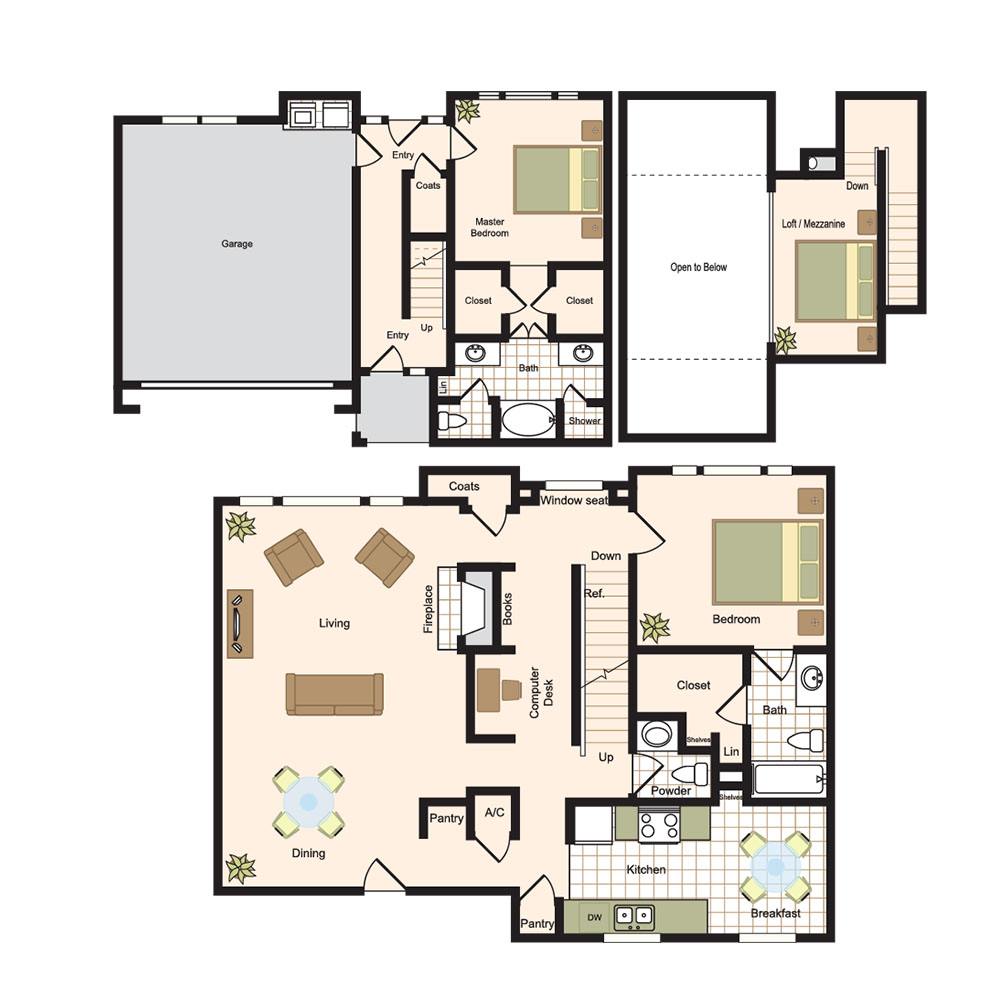 Garage
Entry
Coats
Master
Bedroom
Closet
Closet
Entry
Up
Bath
Lin
Shower
Open to Below
Down
Loft / Mezzanine
Coats
Window seat
Down
Ref.
Fireplace
Books
Living
Bedroom
Computer
Desk
Closet
Bath
Shelves
Lin
Up
Powder
Shelves
Pantry
A/C
Dining
Kitchen
Pantry
DW
Breakfast